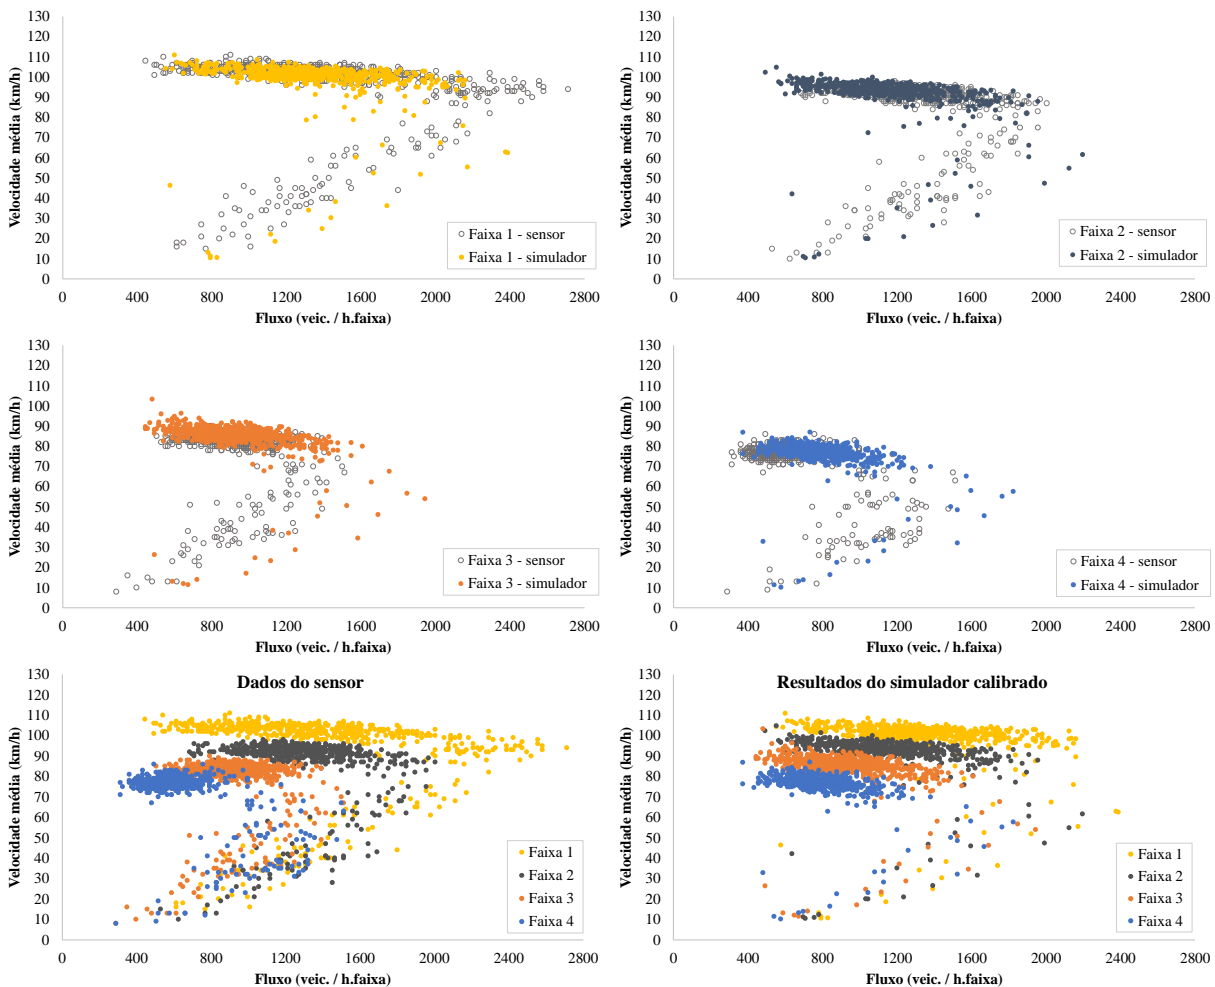 130
120
110
100
90
80
70
60
50
40
30
20
10
0
Velocidade média (km/h)
0 400 800 1200 1600 2000 2400 2800
Fluxo (veic. / h.faixa)
Faixa 1 - sensor
Faixa 1 - simulador
130
120
110
100
90
80
70
60
50
40
30
20
10
0
Velocidade média (km/h)
0 400 800 1200 1600 2000 2400 2800
Fluxo (veic. / h.faixa)
Faixa 2 - sensor
Faixa 2 - simulador
130
120
110
100
90
80
70
60
50
40
30
20
10
0
Velocidade média (km/h)
0 400 800 1200 1600 2000 2400 2800
Fluxo (veic. / h.faixa)
Faixa 3 - sensor
Faixa 3 - simulador
130
120
110
100
90
80
70
60
50
40
30
20
10
0
Velocidade média (km/h)
0 400 800 1200 1600 2000 2400 2800
Fluxo (veic. / h.faixa)
Faixa 4 - sensor
Faixa 4 - simulador
Dados do sensor
130
120
110
100
90
80
70
60
50
40
30
20
10
0
Velocidade média (km/h)
0 400 800 1200 1600 2000 2400 2800
Fluxo (veic. / h.faixa)
Faixa 1
Faixa 2
Faixa 3
Faixa 4
Resultados do simulador calibrado
130
120
110
100
90
80
70
60
50
40
30
20
10
0
Velocidade média (km/h)
0 400 800 1200 1600 2000 2400 2800
Fluxo (veic. / h.faixa)
Faixa 1
Faixa 2
Faixa 3
Faixa 4